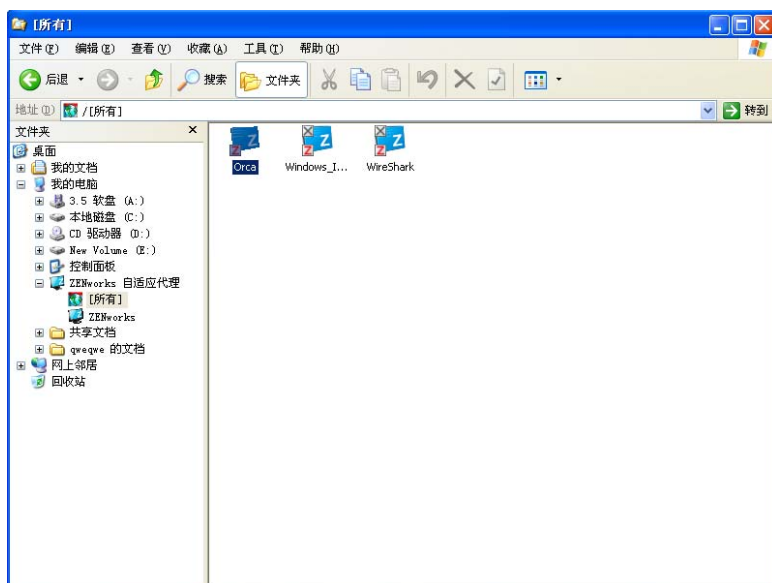 [所有]
文件(F) 编辑(E) 查看(V) 收藏(A) 工具(T) 帮助(H)
后退 搜索 文件夹
地址(D) /[所有] 转到
文件夹 x
桌面
我的文档
我的电脑
3.5 软盘 (A:)
本地磁盘 (C:)
CD 驱动器 (D:)
New Volume (E:)
控制面板
ZENworks 自适应代理
[所有]
ZENworks
共享文档
qweqwe 的文档
网上邻居
回收站
Orca Windows_I... WireShark